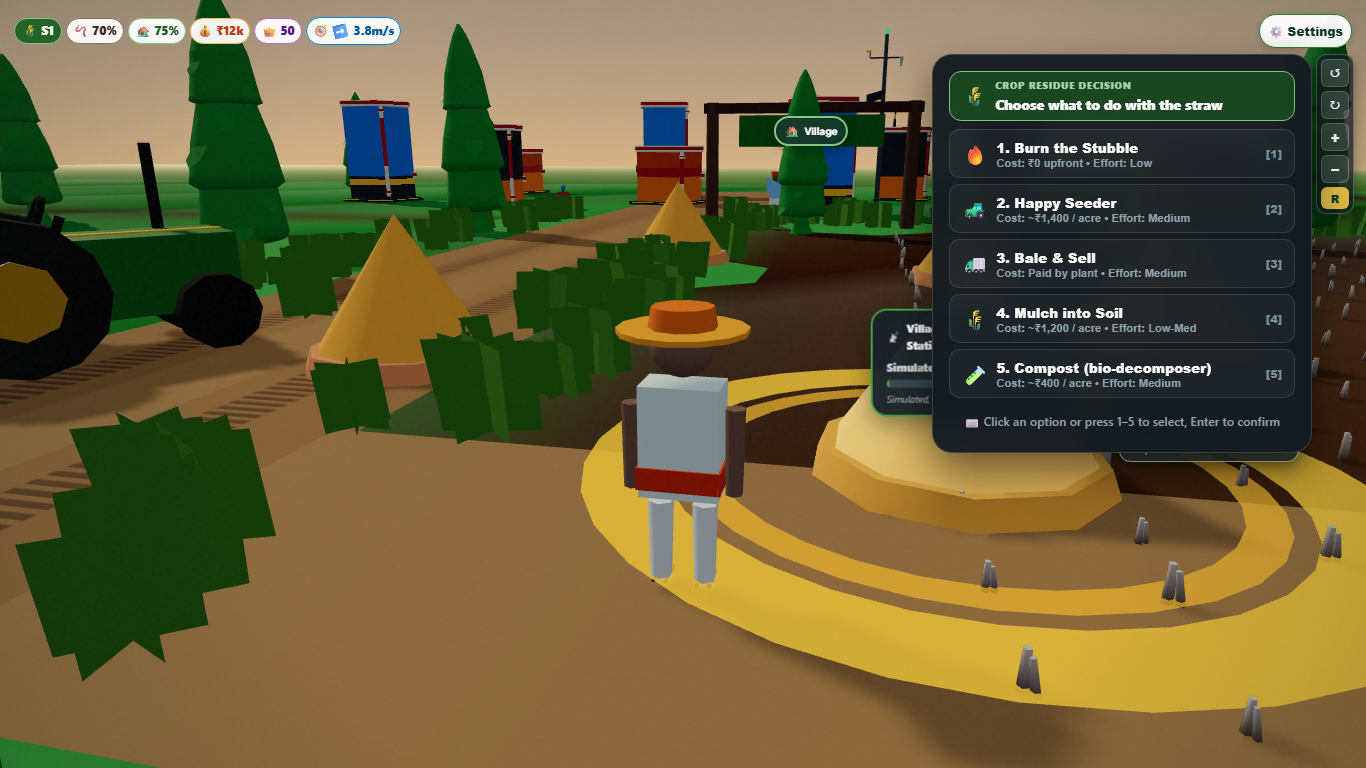 S1
70%
75%
₹12k
50
3.8m/s
Settings
Village
CROP RESIDUE DECISION
Choose what to do with the straw
1. Burn the Stubble
Cost: ₹0 upfront • Effort: Low
[1]
2. Happy Seeder
Cost: ~₹1,400 / acre • Effort: Medium
[2]
3. Bale & Sell
Cost: Paid by plant • Effort: Medium
[3]
4. Mulch into Soil
Cost: ~₹1,200 / acre • Effort: Low-Med
[4]
5. Compost (bio-decomposer)
Cost: ~₹400 / acre • Effort: Medium
[5]
Click an option or press 1–5 to select, Enter to confirm
↺
↻
+
−
R
Simulated,